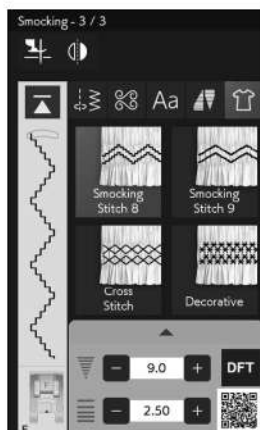 Smocking - 3 / 3
Aa
Smocking
Stitch 8
Smocking
Stitch 9
Cross
Stitch
Decorative
- 9.0 + DFT
- 2.50 +